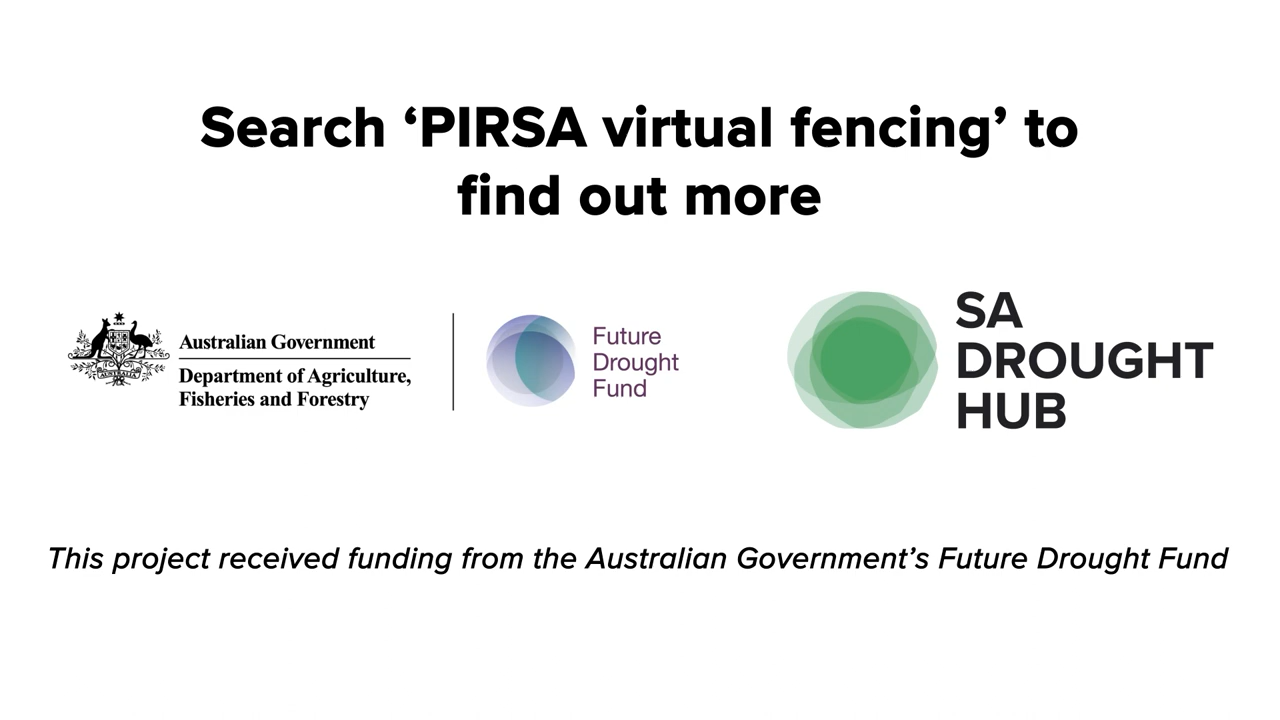 Search ‘PIRSA virtual fencing’ to
find out more
Australian Government
Department of Agriculture,
Fisheries and Forestry
AUSTRALIA
Future
Drought
Fund
SA
DROUGHT
HUB
This project received funding from the Australian Government’s Future Drought Fund